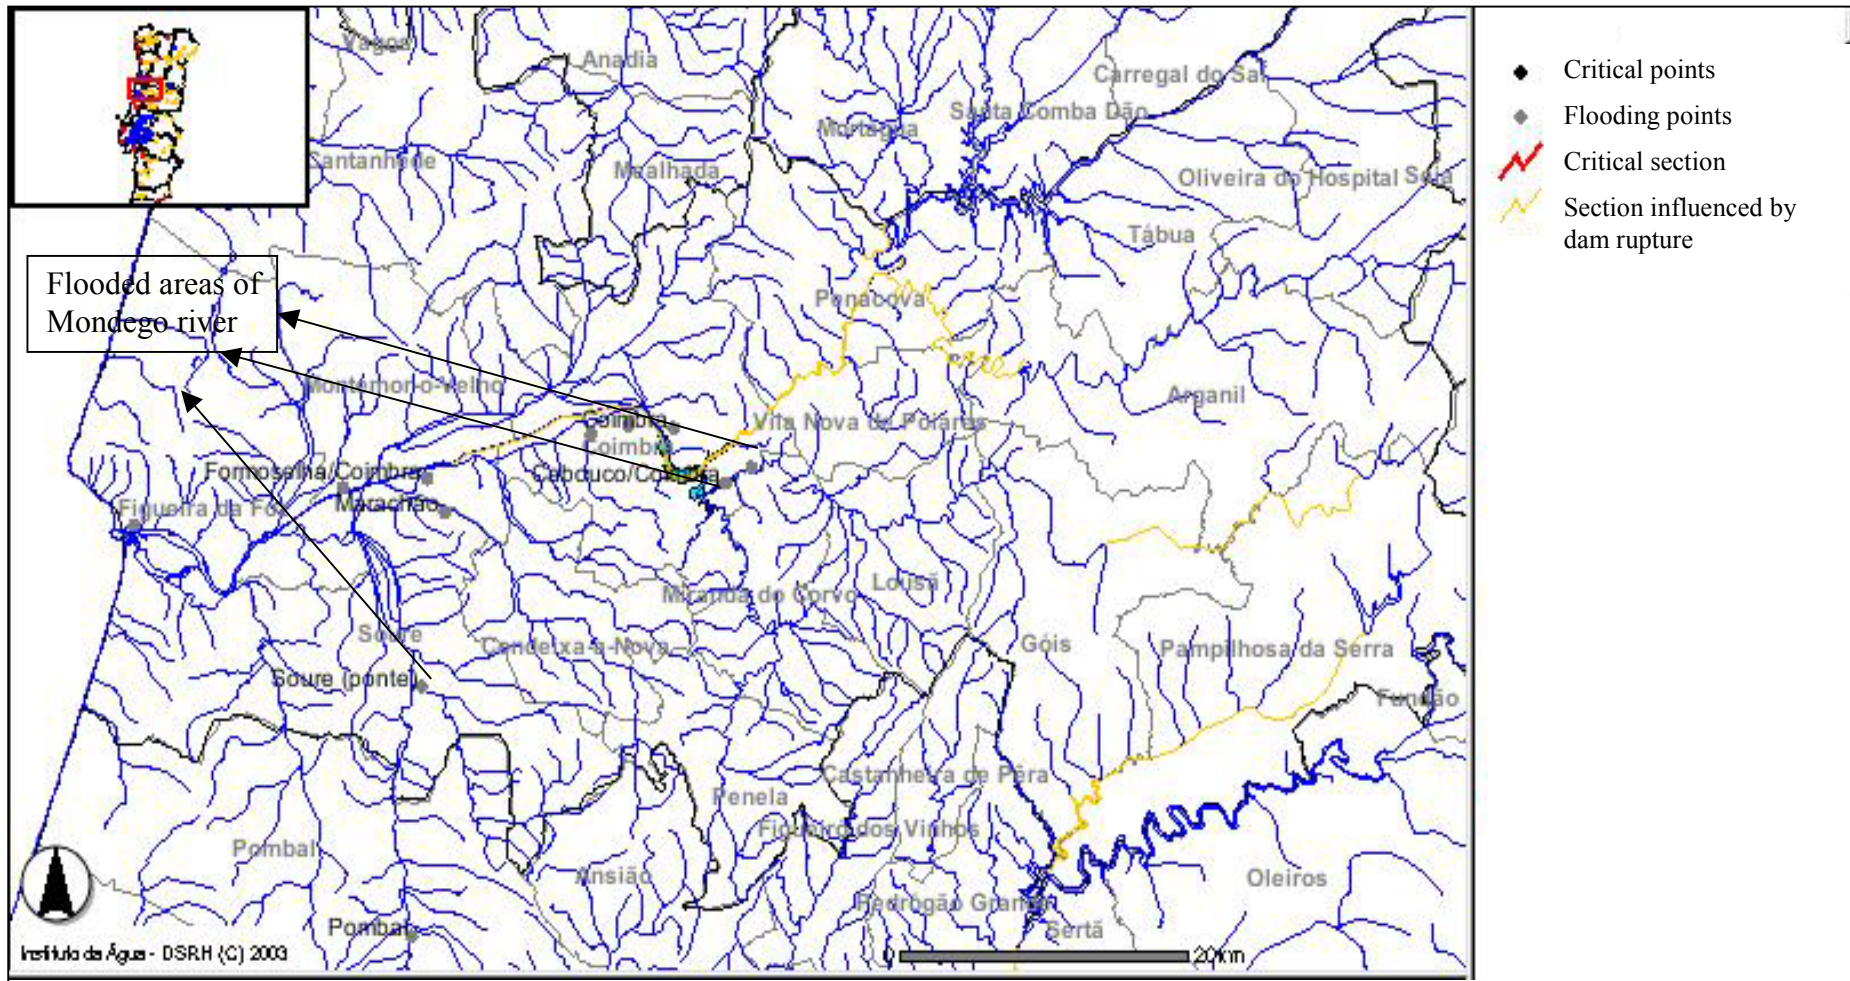 Vagos
Anadia
Carregal do Sal
Santa Comba Dão
Mortágua
Cantanhede
Mealhada
Oliveira do Hospital
Seia
Tábua
Flooded areas of
Mondego river
Penacova
Montemor-o-Velho
Arganil
Coimbra
Vila Nova de Poiares
Coimbra
Formoselha/Coimbra
Cabouco/Coimbra
Marachão
Figueira da Foz
Lousã
Miranda do Corvo
Soure
Condeixa-a-Nova
Góis
Pampilhosa da Serra
Soure (ponte)
Fundão
Castanheira de Pêra
Penela
Figueiró dos Vinhos
Pombal
Ansião
Oleiros
Pedrógão Grande
Pombal
Sertã
Instituto da Água - DSRH (C) 2003
0 20km
Critical points
Flooding points
Critical section
Section influenced by
dam rupture